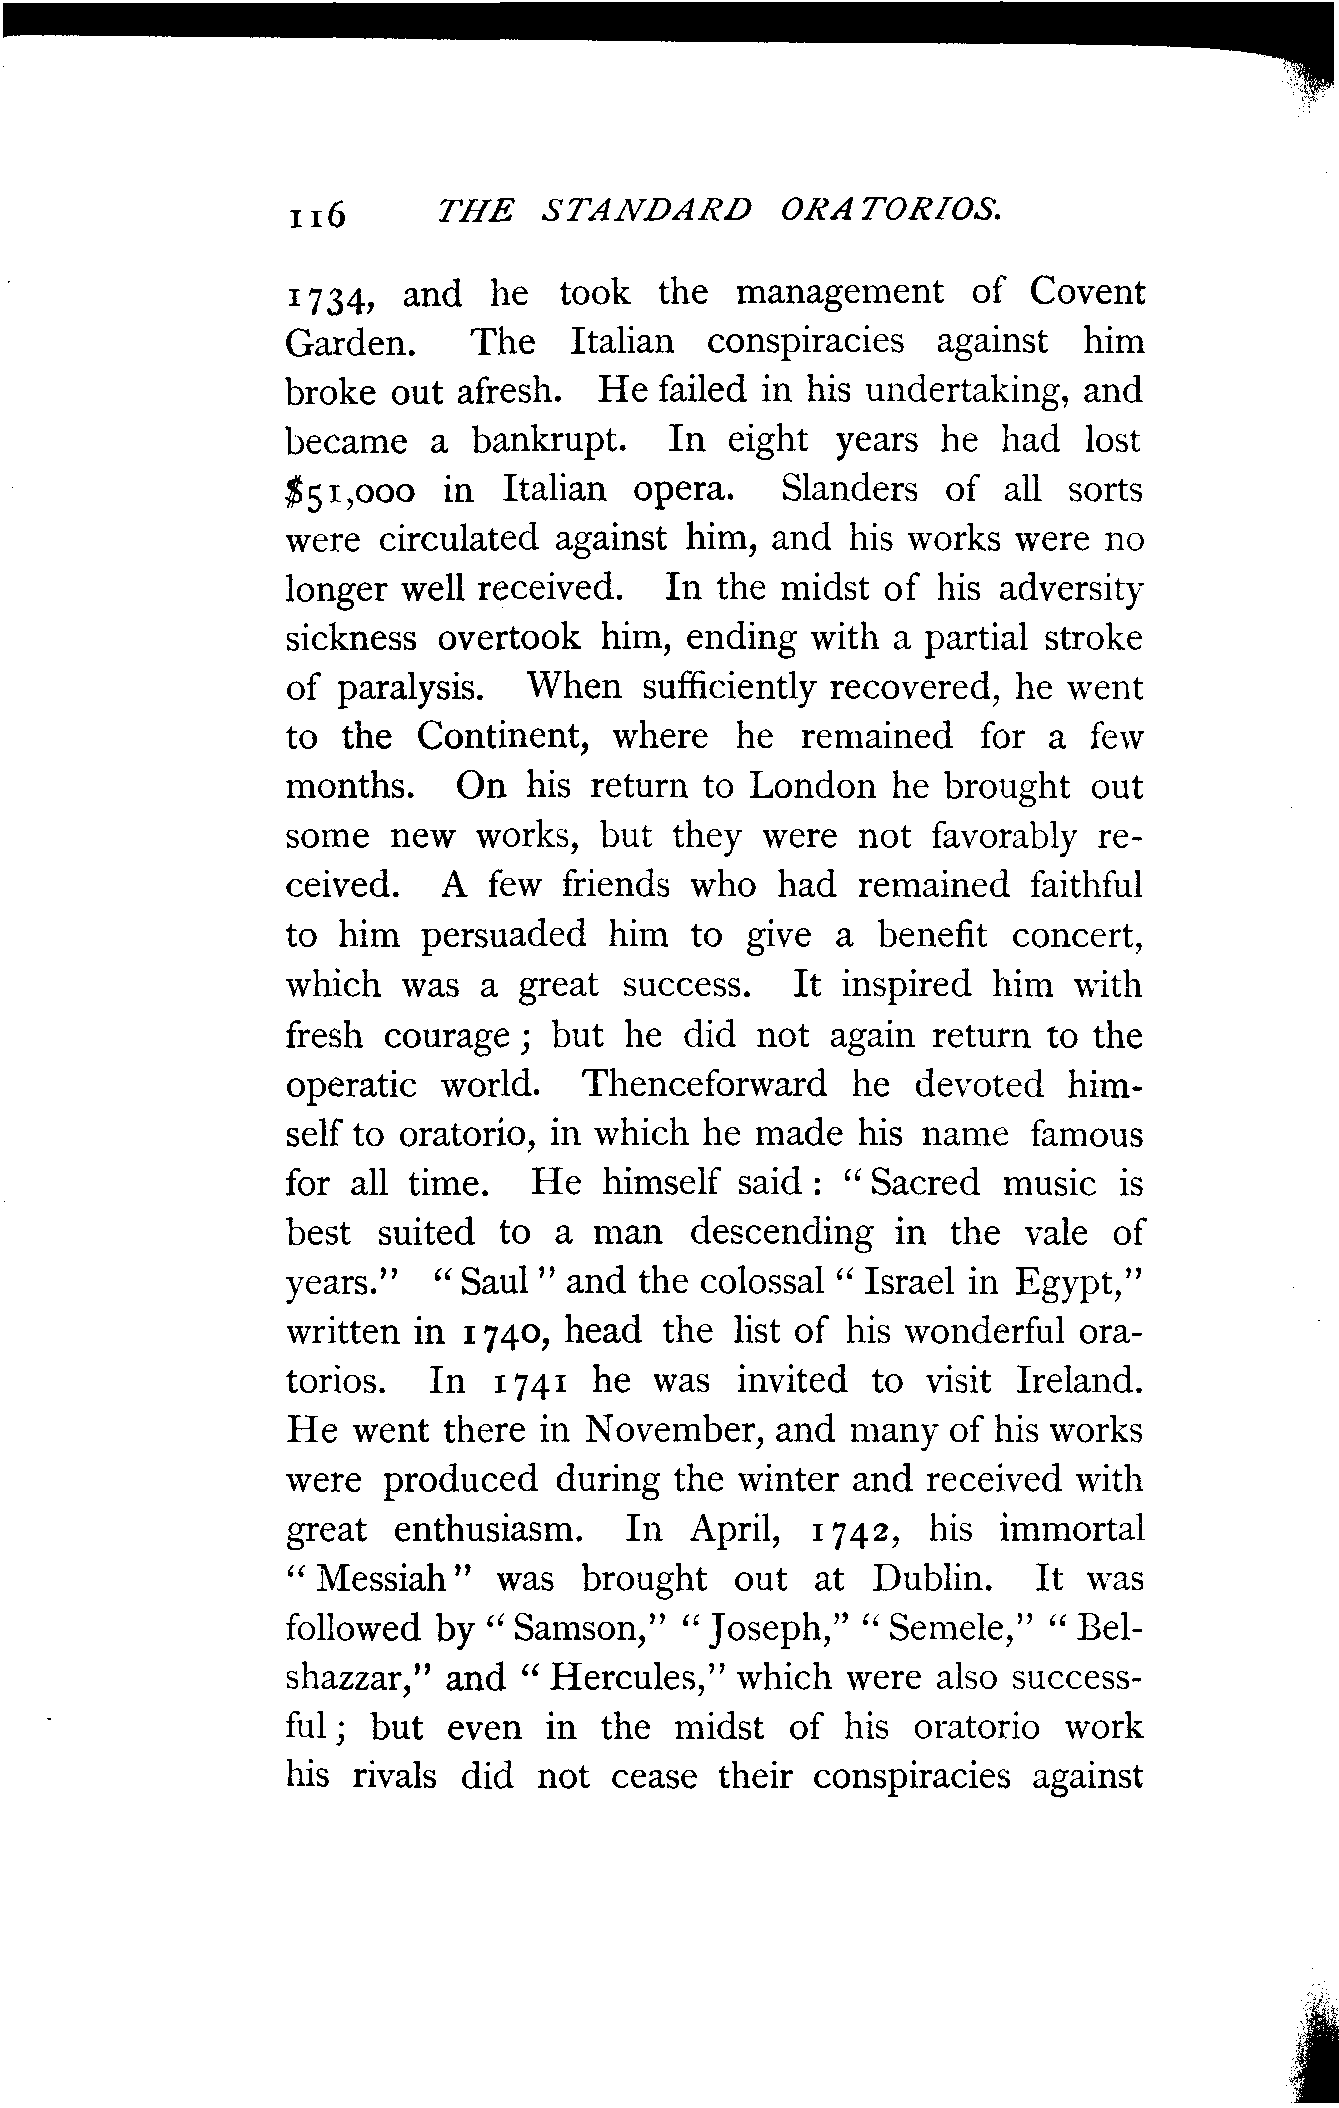 116 THE STANDARD ORATORIOS.
1734, and he took the management of Covent
Garden. The Italian conspiracies against him
broke out afresh. He failed in his undertaking, and
became a bankrupt. In eight years he had lost
$51,000 in Italian opera. Slanders of all sorts
were circulated against him, and his works were no
longer well received. In the midst of his adversity
sickness overtook him, ending with a partial stroke
of paralysis. When sufficiently recovered, he went
to the Continent, where he remained for a few
months. On his return to London he brought out
some new works, but they were not favorably re-
ceived. A few friends who had remained faithful
to him persuaded him to give a benefit concert,
which was a great success. It inspired him with
fresh courage ; but he did not again return to the
operatic world. Thenceforward he devoted him-
self to oratorio, in which he made his name famous
for all time. He himself said : “ Sacred music is
best suited to a man descending in the vale of
years.” “ Saul ” and the colossal “ Israel in Egypt,”
written in 1740, head the list of his wonderful ora-
torios. In 1741 he was invited to visit Ireland.
He went there in November, and many of his works
were produced during the winter and received with
great enthusiasm. In April, 1742, his immortal
“ Messiah ” was brought out at Dublin. It was
followed by “ Samson,” “ Joseph,” “ Semele,” “ Bel-
shazzar,” and “ Hercules,” which were also success-
ful ; but even in the midst of his oratorio work
his rivals did not cease their conspiracies against